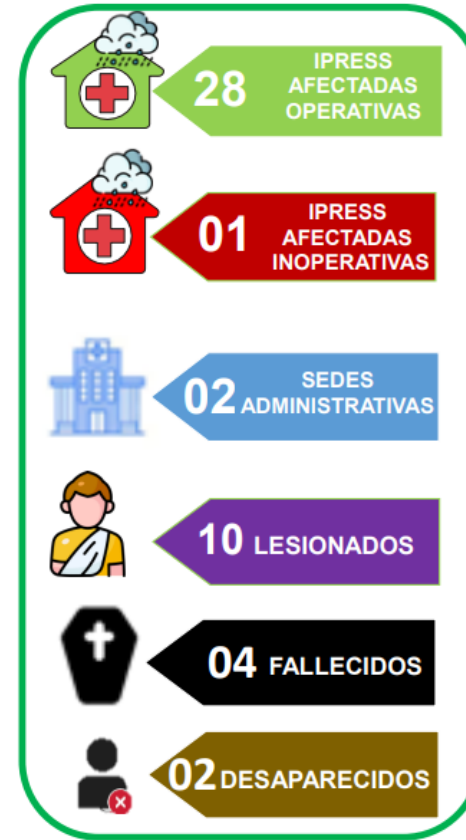 28 IPRESS
AFECTADAS
OPERATIVAS
01 IPRESS
AFECTADAS
INOPERATIVAS
02 SEDES
ADMINISTRATIVAS
10 LESIONADOS
04 FALLECIDOS
02 DESAPARECIDOS